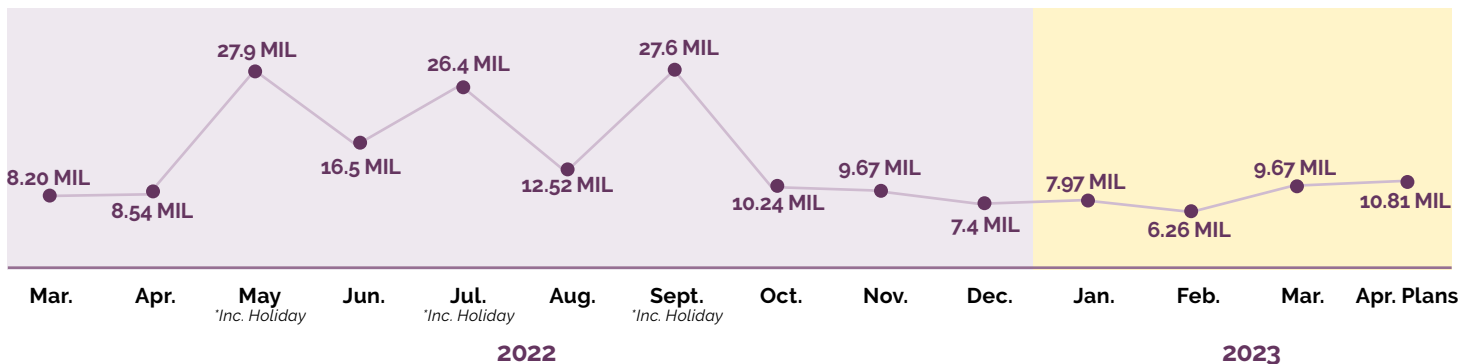 27.9 MIL
26.4 MIL
27.6 MIL
8.20 MIL
8.54 MIL
16.5 MIL
12.52 MIL
10.24 MIL
9.67 MIL
7.4 MIL
7.97 MIL
6.26 MIL
9.67 MIL
10.81 MIL
Mar. Apr. May Jun. Jul. Aug. Sept. Oct. Nov. Dec. Jan. Feb. Mar. Apr. Plans
*Inc. Holiday *Inc. Holiday *Inc. Holiday
2022 2023